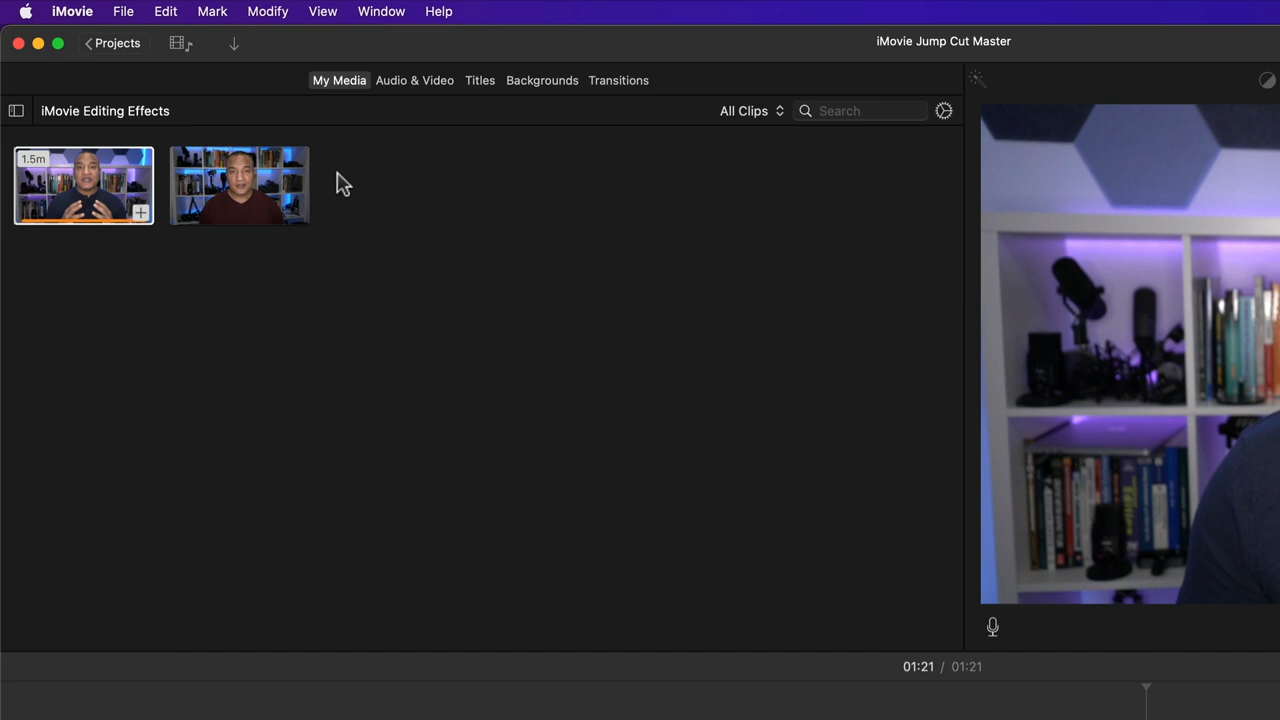 iMovie File Edit Mark Modify View Window Help
Projects
iMovie Jump Cut Master
My Media Audio & Video Titles Backgrounds Transitions
iMovie Editing Effects
All Clips
Search
1.5m
01:21 / 01:21